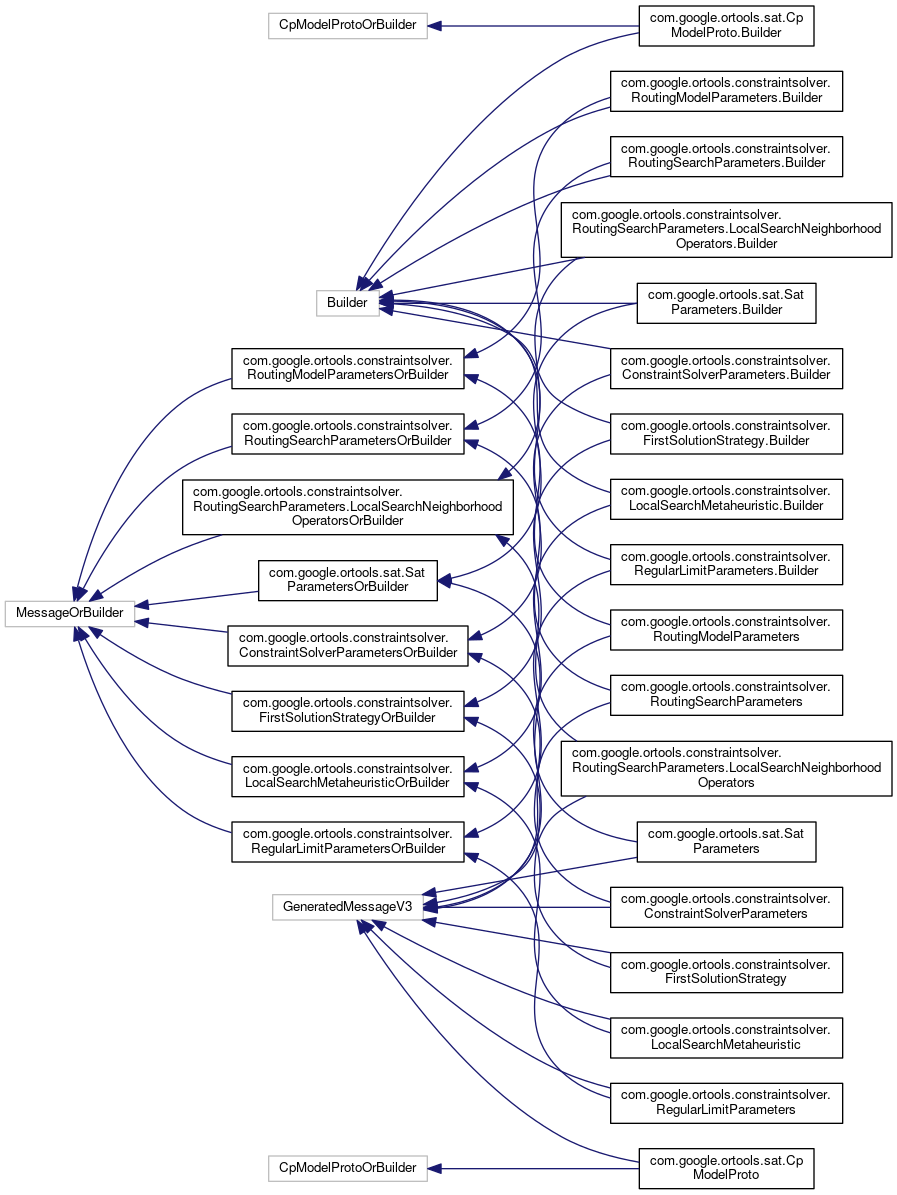 CpModelProtoOrBuilder
com.google.ortools.sat.Cp
ModelProto.Builder
com.google.ortools.constraintsolver.
RoutingModelParameters.Builder
com.google.ortools.constraintsolver.
RoutingSearchParameters.Builder
com.google.ortools.constraintsolver.
RoutingSearchParameters.LocalSearchNeighborhood
Operators.Builder
Builder
com.google.ortools.sat.Sat
Parameters.Builder
com.google.ortools.constraintsolver.
RoutingModelParametersOrBuilder
com.google.ortools.constraintsolver.
ConstraintSolverParameters.Builder
com.google.ortools.constraintsolver.
RoutingSearchParametersOrBuilder
com.google.ortools.constraintsolver.
FirstSolutionStrategy.Builder
com.google.ortools.constraintsolver.
RoutingSearchParameters.LocalSearchNeighborhood
OperatorsOrBuilder
com.google.ortools.constraintsolver.
LocalSearchMetaheuristic.Builder
com.google.ortools.sat.Sat
ParametersOrBuilder
com.google.ortools.constraintsolver.
RegularLimitParameters.Builder
MessageOrBuilder
com.google.ortools.constraintsolver.
ConstraintSolverParametersOrBuilder
com.google.ortools.constraintsolver.
RoutingModelParameters
com.google.ortools.constraintsolver.
FirstSolutionStrategyOrBuilder
com.google.ortools.constraintsolver.
RoutingSearchParameters
com.google.ortools.constraintsolver.
LocalSearchMetaheuristicOrBuilder
com.google.ortools.constraintsolver.
RoutingSearchParameters.LocalSearchNeighborhood
Operators
com.google.ortools.constraintsolver.
RegularLimitParametersOrBuilder
com.google.ortools.sat.Sat
Parameters
GeneratedMessageV3
com.google.ortools.constraintsolver.
ConstraintSolverParameters
com.google.ortools.constraintsolver.
FirstSolutionStrategy
com.google.ortools.constraintsolver.
LocalSearchMetaheuristic
com.google.ortools.constraintsolver.
RegularLimitParameters
CpModelProtoOrBuilder
com.google.ortools.sat.Cp
ModelProto